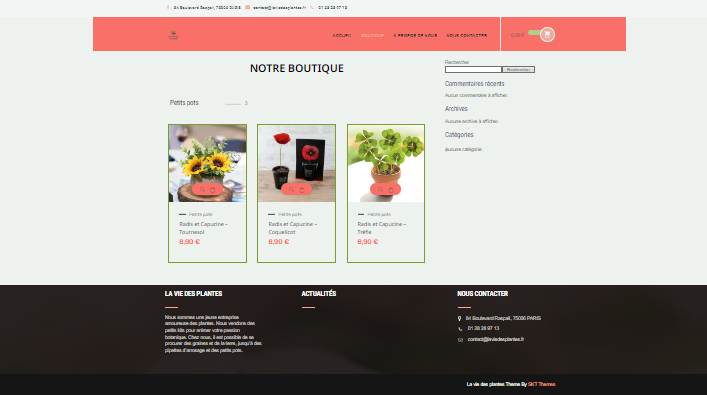 84 Boulevard Raspail, 75006 PARIS contact@laviedesplantes.fr 01 28 28 97 13
ACCUEIL BOUTIQUE À PROPOS DE NOUS NOUS CONTACTER 0,00 €
NOTRE BOUTIQUE
Petits pots 3
Petits pots
Radis et Capucine –
Tournesol
8,90 €
Petits pots
Radis et Capucine –
Coquelicot
8,90 €
Petits pots
Radis et Capucine –
Trèfle
8,90 €
Rechercher
Rechercher
Commentaires récents
Aucun commentaire à afficher.
Archives
Aucune archive à afficher.
Catégories
Aucune catégorie
LA VIE DES PLANTES
Nous sommes une jeune entreprise
amoureuse des plantes. Nous vendons des
petits kits pour animer votre passion
botanique. Chez nous, il est possible de se
procurer des graines et de la terre, jusqu'à des
pipettes d'arrosage et des petits pots.
ACTUALITÉS
NOUS CONTACTER
84 Boulevard Raspail, 75006 PARIS
01 28 28 97 13
contact@laviedesplantes.fr
La vie des plantes Theme By SKT Themes